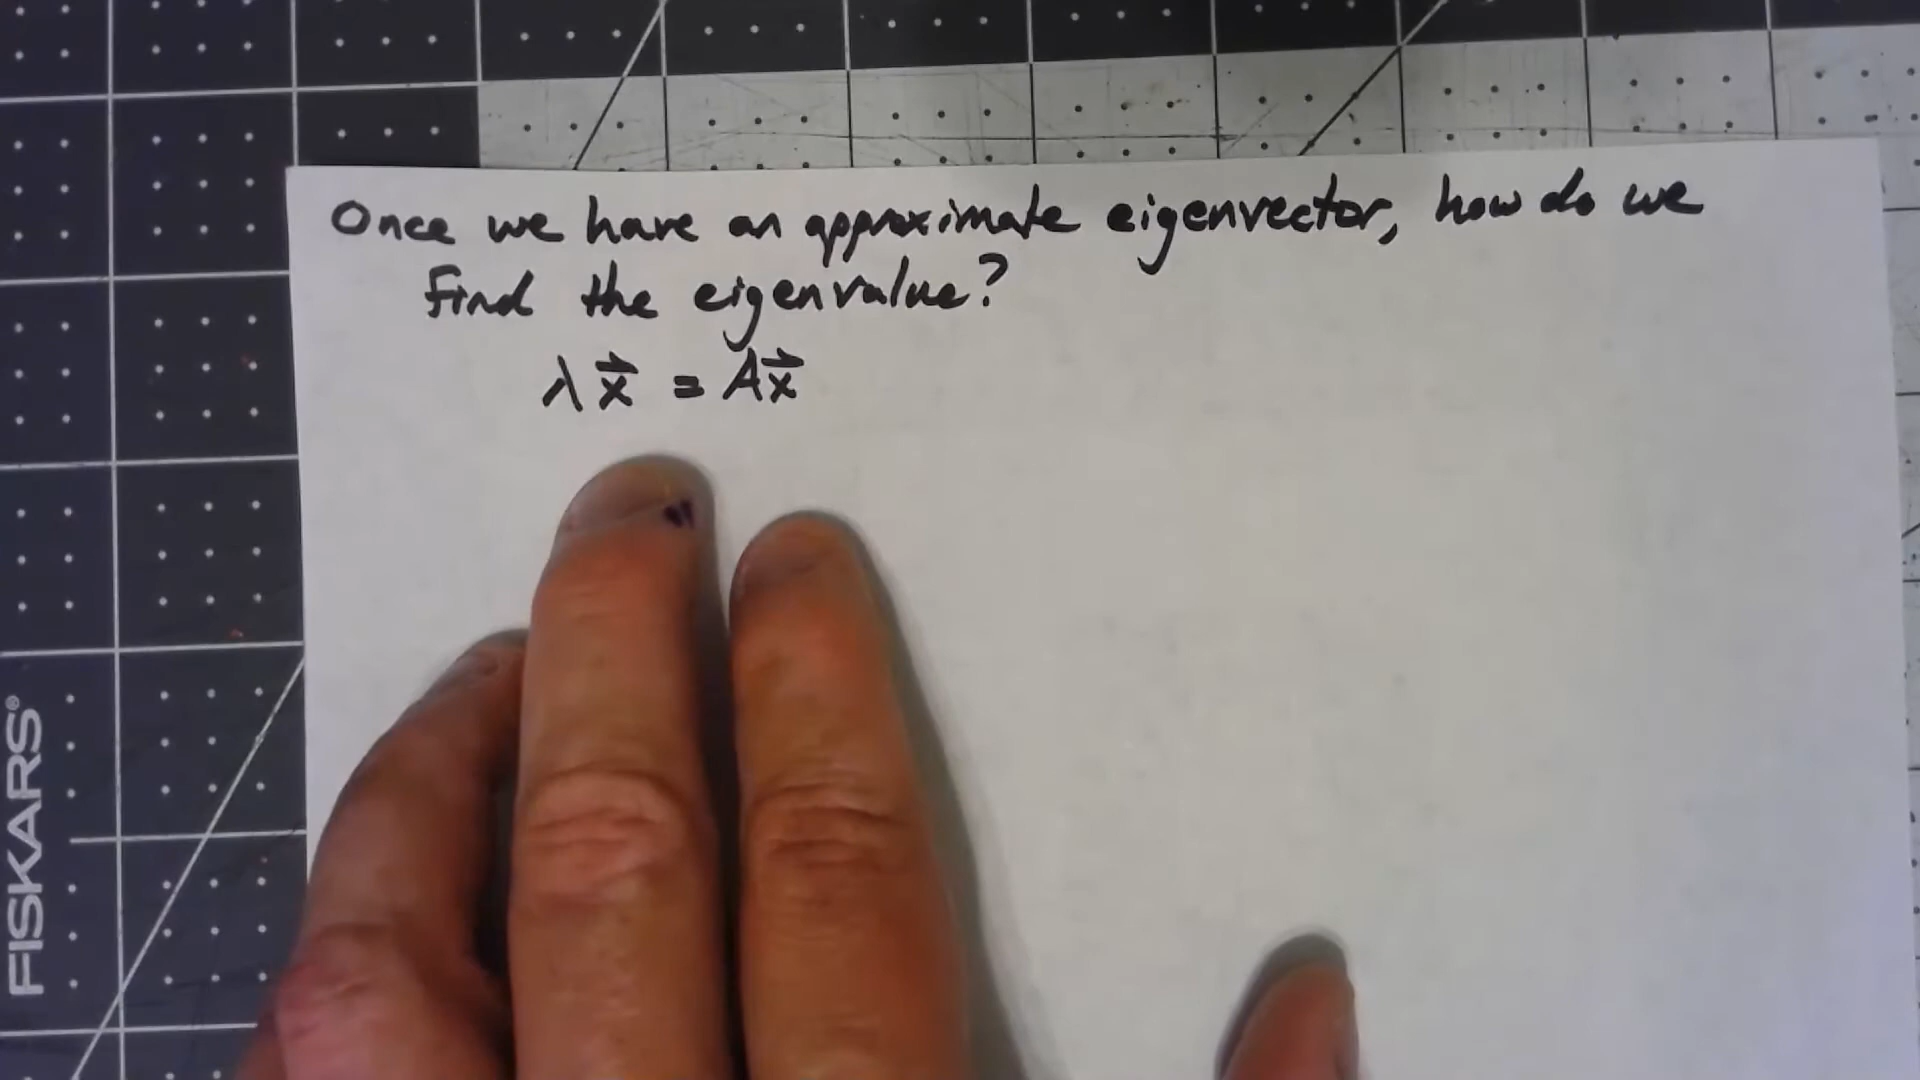 Once we have an approximate eigenvector, how do we
find the eigenvalue?
λx⃗ = Ax⃗
FISKARS®